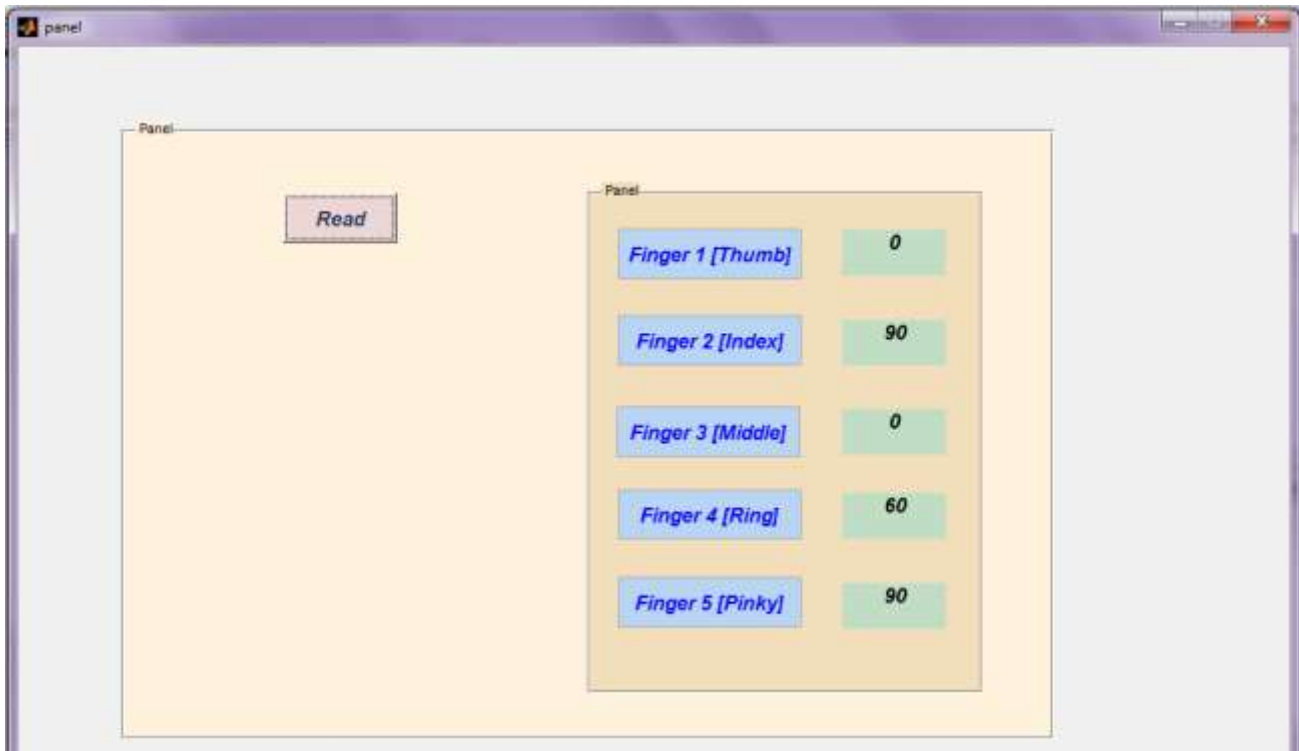 panel
Panel
Read
Panel
Finger 1 [Thumb]
0
Finger 2 [Index]
90
Finger 3 [Middle]
0
Finger 4 [Ring]
60
Finger 5 [Pinky]
90